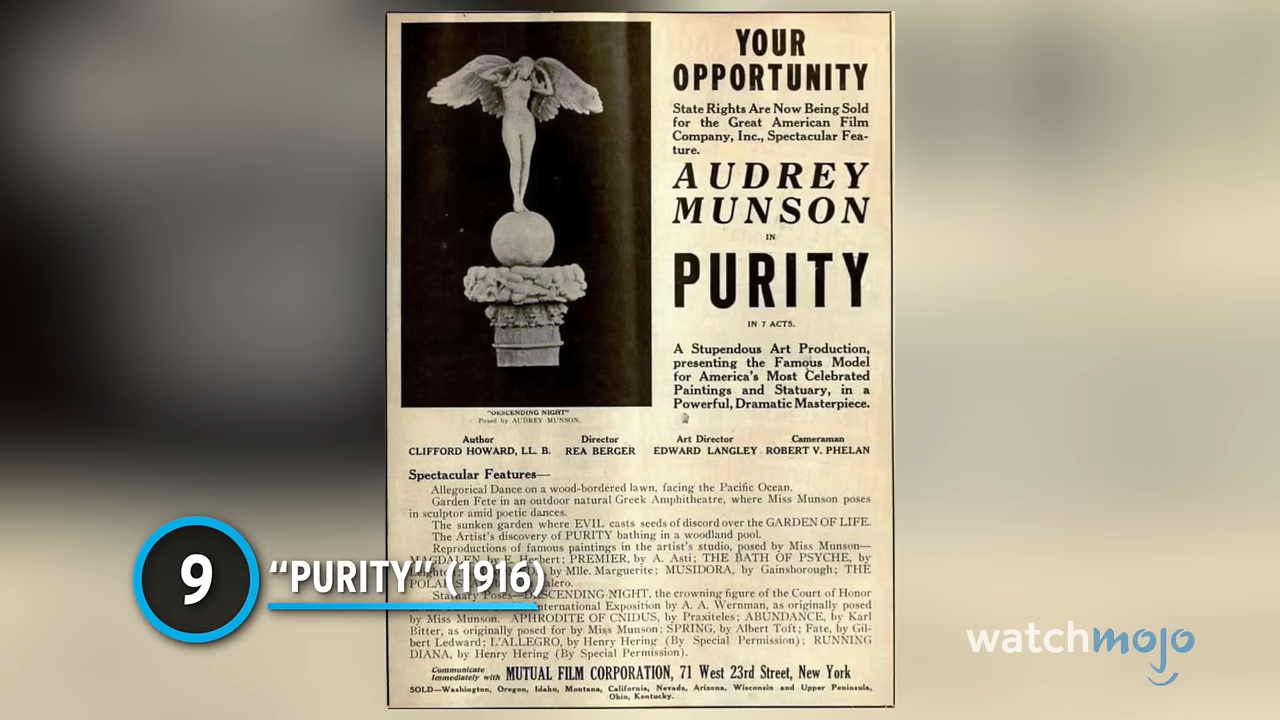 YOUR
OPPORTUNITY
State Rights Are Now Being Sold
for the Great American Film
Company, Inc., Spectacular Fea-
ture.
AUDREY
MUNSON
IN
PURITY
IN 7 ACTS.
A Stupendous Art Production,
presenting the Famous Model
for America's Most Celebrated
Paintings and Statuary, in a
Powerful, Dramatic Masterpiece.
"DESCENDING NIGHT"
Posed by AUDREY MUNSON.
Author Director Art Director Cameraman
CLIFFORD HOWARD, LL. B. REA BERGER EDWARD LANGLEY ROBERT V. PHELAN
Spectacular Features—
Allegorical Dance on a wood-bordered lawn, facing the Pacific Ocean.
Garden Fete in an outdoor natural Greek Amphitheatre, where Miss Munson poses
in sculptor amid poetic dances.
The sunken garden where EVIL casts seeds of discord over the GARDEN OF LIFE.
The Artist's discovery of PURITY bathing in a woodland pool.
Reproductions of famous paintings in the artist's studio, posed by Miss Munson—
MAGDALEN, by E. Herbert; PREMIER, by A. Asti; THE BATH OF PSYCHE, by
by Mlle. Marguerite; MUSIDORA, by Gainsborough; THE
Statuary Poses—DESCENDING NIGHT, the crowning figure of the Court of Honor
International Exposition by A. A. Wernman, as originally posed
by Miss Munson. APHRODITE OF CNIDUS, by Praxiteles; ABUNDANCE, by Karl
Bitter, as originally posed for by Miss Munson; SPRING, by Albert Toft; Fate, by Gil-
bert Ledward; L'ALLEGRO, by Henry Hering (By Special Permission); RUNNING
DIANA, by Henry Hering (By Special Permission).
Communicate
Immediately with MUTUAL FILM CORPORATION, 71 West 23rd Street, New York
SOLD—Washington, Oregon, Idaho, Montana, California, Nevada, Arizona, Wisconsin and Upper Peninsula,
Ohio, Kentucky.
9 "PURITY" (1916)
watchmojo